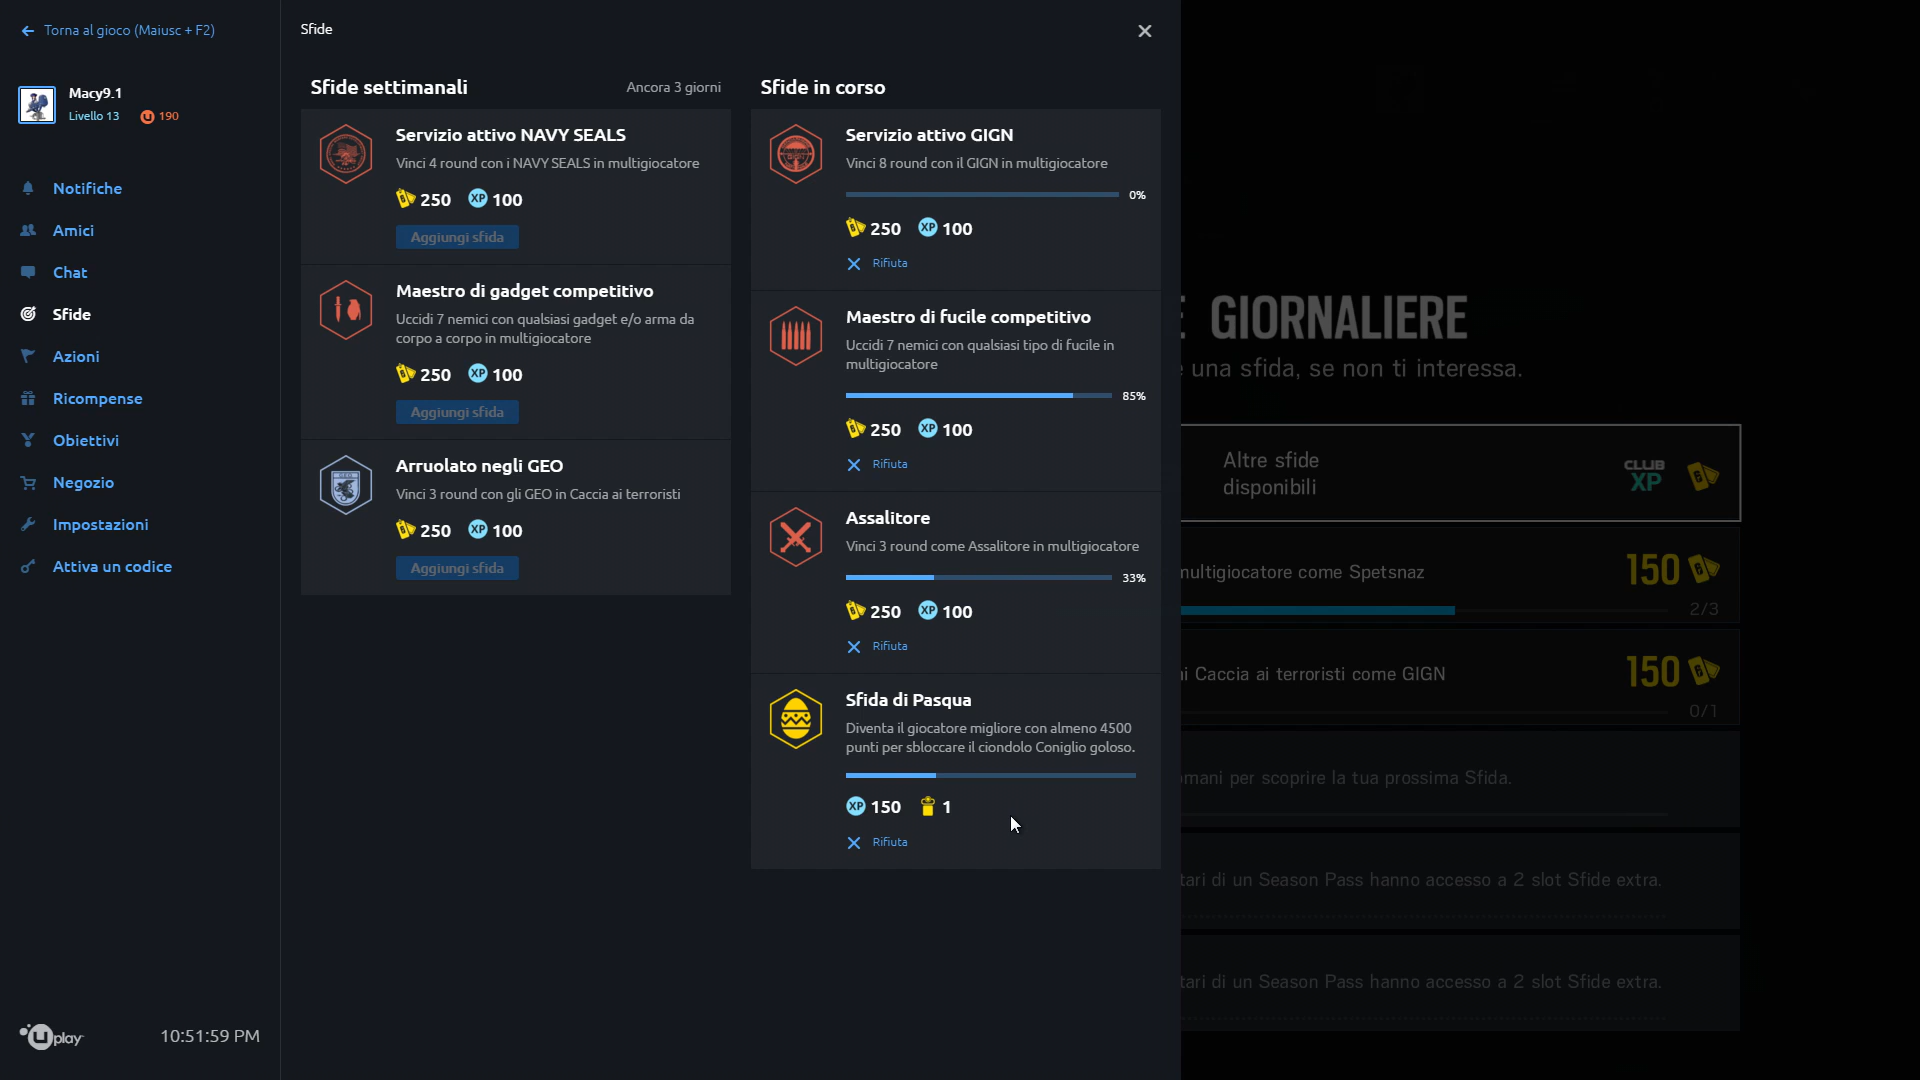 Torna al gioco (Maiusc + F2)
Macy9.1
Livello 13
190
Notifiche
Amici
Chat
Sfide
Azioni
Ricompense
Obiettivi
Negozio
Impostazioni
Attiva un codice
uplay
10:51:59 PM
Sfide
Sfide settimanali
Ancora 3 giorni
Servizio attivo NAVY SEALS
Vinci 4 round con i NAVY SEALS in multigiocatore
250 XP 100
Aggiungi sfida
Maestro di gadget competitivo
Uccidi 7 nemici con qualsiasi gadget e/o arma da
corpo a corpo in multigiocatore
250 XP 100
Aggiungi sfida
GEO
Arruolato negli GEO
Vinci 3 round con gli GEO in Caccia ai terroristi
250 XP 100
Aggiungi sfida
Sfide in corso
Servizio attivo GIGN
Vinci 8 round con il GIGN in multigiocatore
0%
250 XP 100
Rifiuta
Maestro di fucile competitivo
Uccidi 7 nemici con qualsiasi tipo di fucile in
multigiocatore
85%
250 XP 100
Rifiuta
Assalitore
Vinci 3 round come Assalitore in multigiocatore
33%
250 XP 100
Rifiuta
Sfida di Pasqua
Diventa il giocatore migliore con almeno 4500
punti per sbloccare il ciondolo Coniglio goloso.
XP 150 1
Rifiuta
E GIORNALIERE
e una sfida, se non ti interessa.
Altre sfide
disponibili
CLUB
XP
multigiocatore come Spetsnaz
150
2/3
i Caccia ai terroristi come GIGN
150
0/1
mani per scoprire la tua prossima Sfida.
tari di un Season Pass hanno accesso a 2 slot Sfide extra.
tari di un Season Pass hanno accesso a 2 slot Sfide extra.